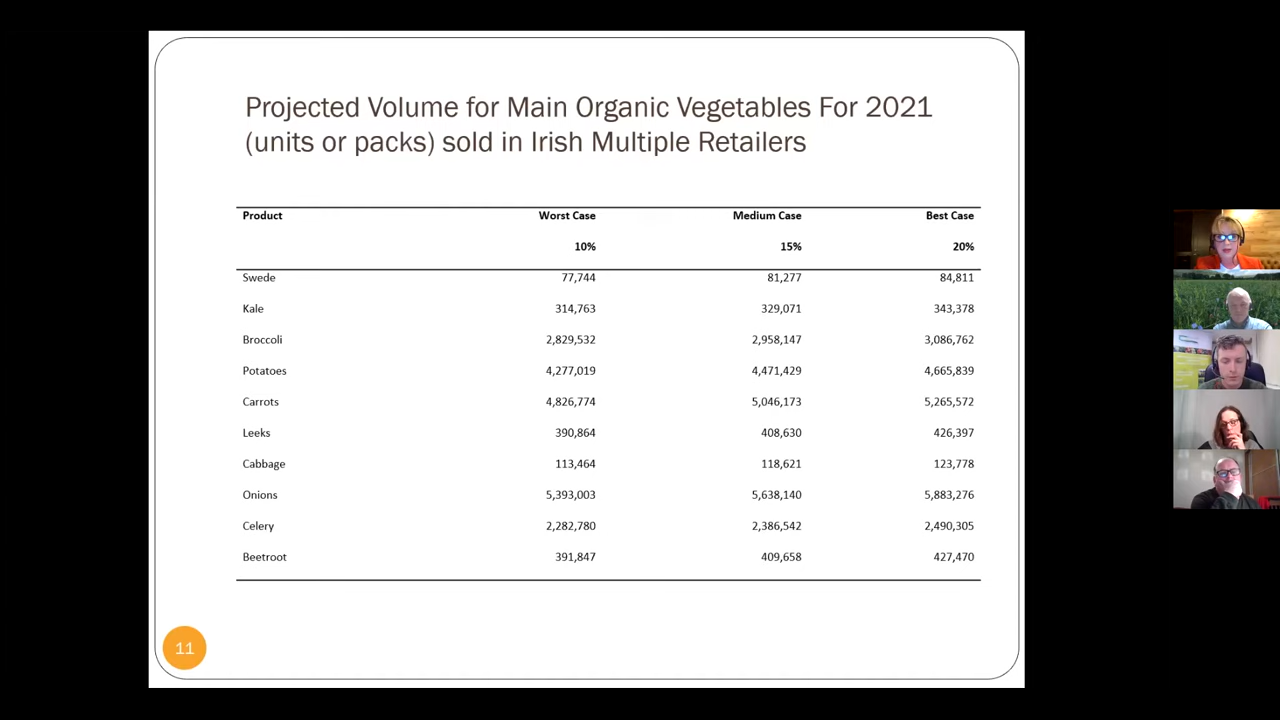 Projected Volume for Main Organic Vegetables For 2021
(units or packs) sold in Irish Multiple Retailers
Product Worst Case Medium Case Best Case
10% 15% 20%
Swede 77,744 81,277 84,811
Kale 314,763 329,071 343,378
Broccoli 2,829,532 2,958,147 3,086,762
Potatoes 4,277,019 4,471,429 4,665,839
Carrots 4,826,774 5,046,173 5,265,572
Leeks 390,864 408,630 426,397
Cabbage 113,464 118,621 123,778
Onions 5,393,003 5,638,140 5,883,276
Celery 2,282,780 2,386,542 2,490,305
Beetroot 391,847 409,658 427,470
11